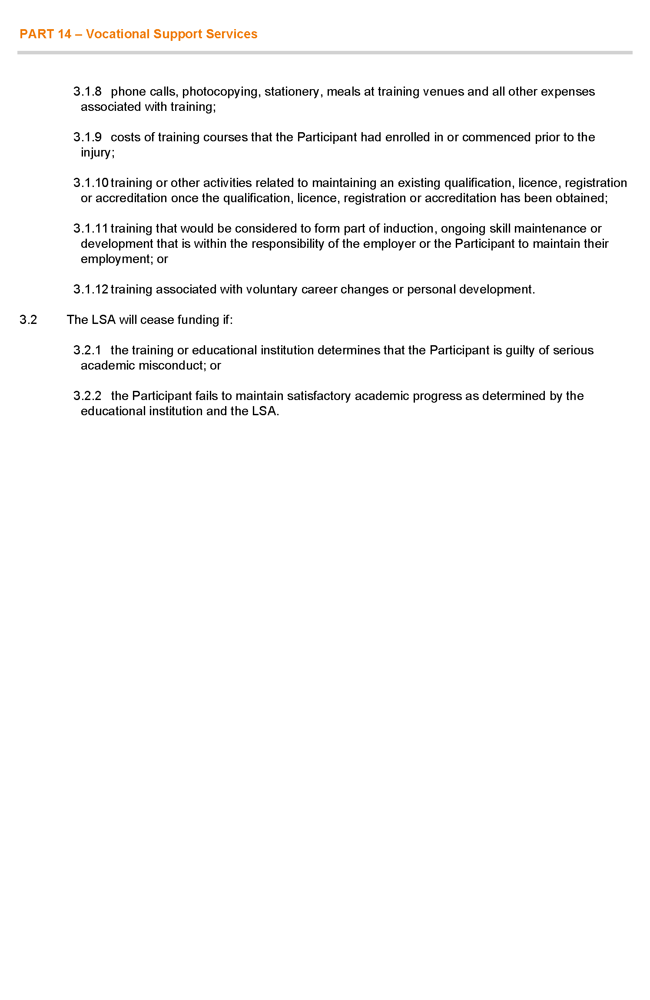 PART 14 – Vocational Support Services
3.1.8 phone calls, photocopying, stationery, meals at training venues and all other expenses
associated with training;
3.1.9 costs of training courses that the Participant had enrolled in or commenced prior to the
injury;
3.1.10 training or other activities related to maintaining an existing qualification, licence, registration
or accreditation once the qualification, licence, registration or accreditation has been obtained;
3.1.11 training that would be considered to form part of induction, ongoing skill maintenance or
development that is within the responsibility of the employer or the Participant to maintain their
employment; or
3.1.12 training associated with voluntary career changes or personal development.
3.2 The LSA will cease funding if:
3.2.1 the training or educational institution determines that the Participant is guilty of serious
academic misconduct; or
3.2.2 the Participant fails to maintain satisfactory academic progress as determined by the
educational institution and the LSA.